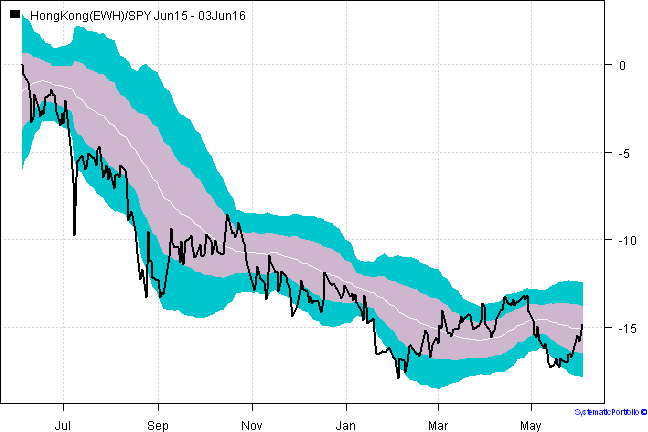 HongKong(EWH)/SPY Jun15 - 03Jun16
0
-5
-10
-15
Jul Sep Nov Jan Mar May
SystematicPortfolio ©